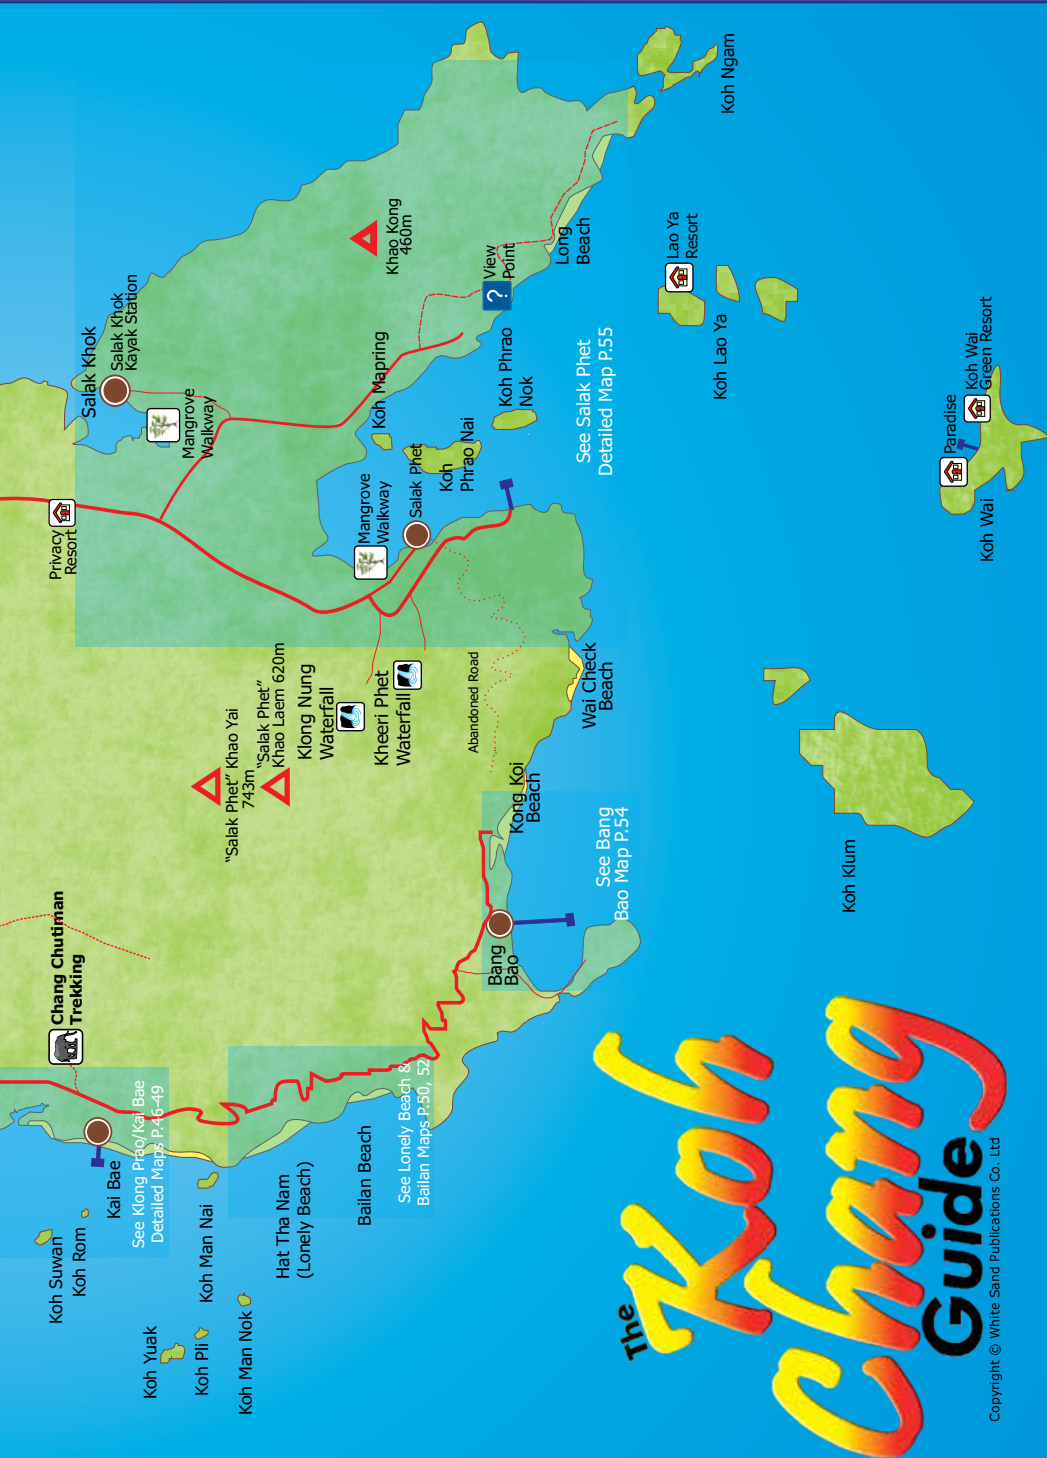 Koh Suwan
Koh Rom
Koh Yuak
Koh Pli
Koh Man Nai
Koh Man Nok
Kai Bae
See Klong Prao/Kai Bae
Detailed Maps P.46-49
Chang Chutiman
Trekking
Hat Tha Nam
(Lonely Beach)
Bailan Beach
See Lonely Beach &
Bailan Maps P.50, 52
Bang
Bao
See Bang
Bao Map P.54
Kong Koi
Beach
"Salak Phet" Khao Yai
743m
"Salak Phet"
Khao Laem 620m
Klong Nung
Waterfall
Kheeri Phet
Waterfall
Abandoned Road
Wai Check
Beach
Privacy
Resort
Mangrove
Walkway
Salak Phet
Koh
Phrao Nai
Koh Phrao
Nok
Koh Mapring
Salak Khok
Salak Khok
Kayak Station
Mangrove
Walkway
Khao Kong
460m
View
Point
Long
Beach
See Salak Phet
Detailed Map P.55
Koh Ngam
Lao Ya
Resort
Koh Lao Ya
Koh Wai
Green Resort
Paradise
Koh Wai
Koh Klum
The
Koh
Chang
Guide
Copyright © White Sand Publications Co. Ltd